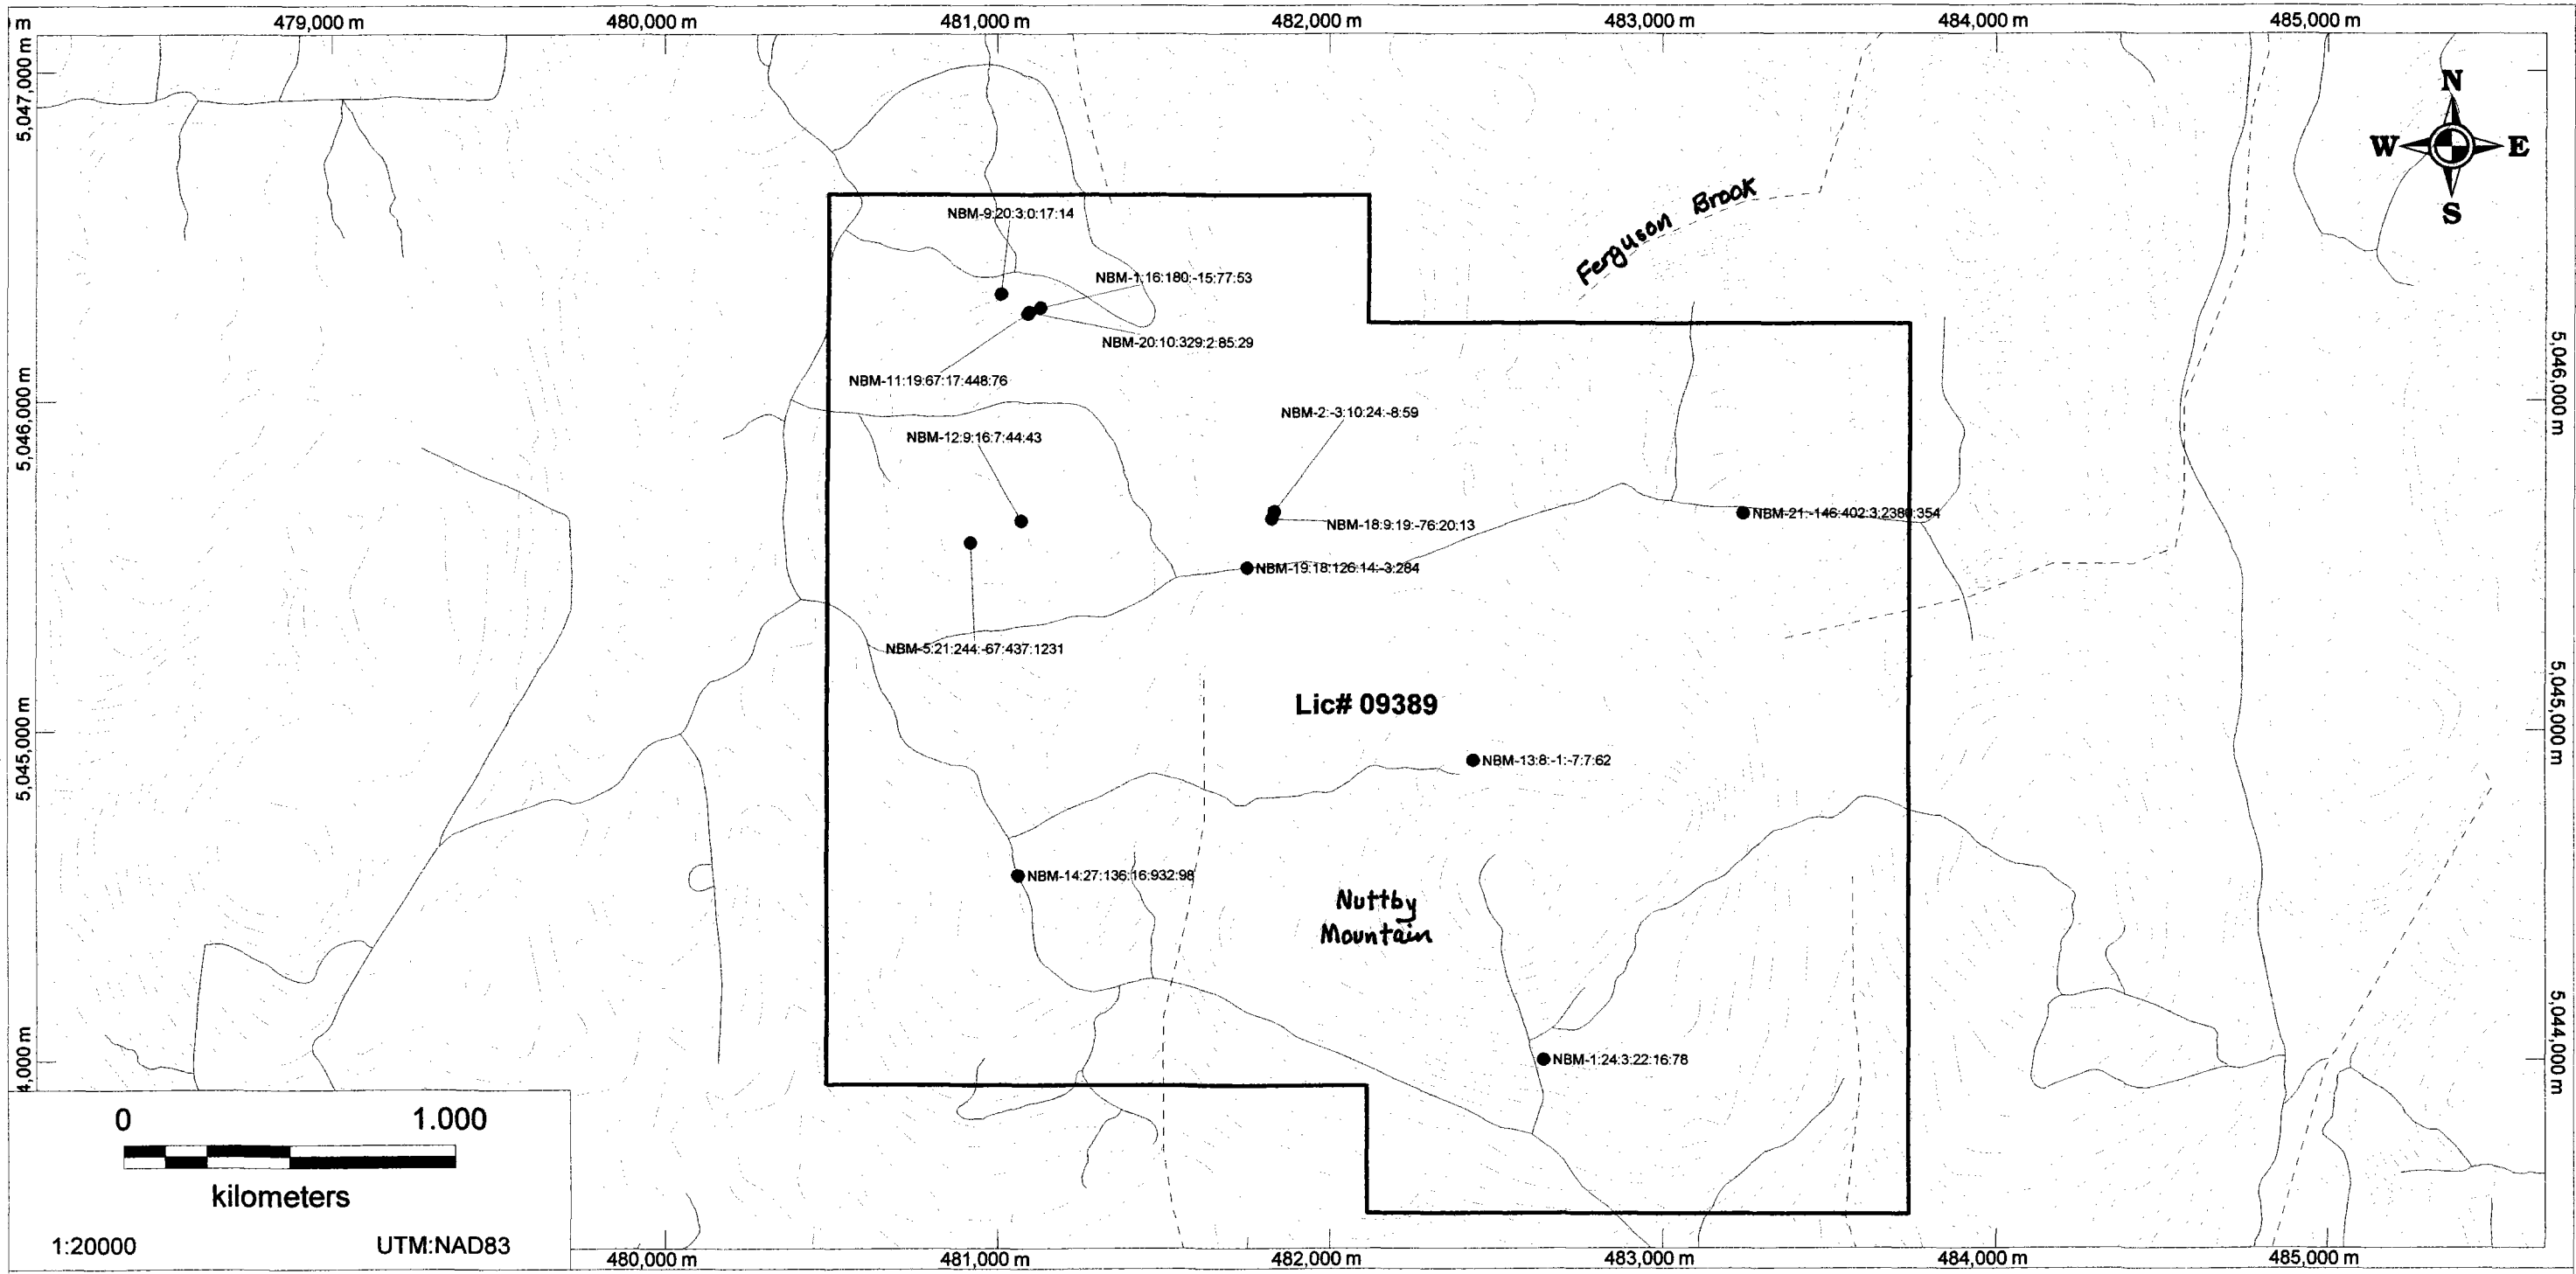 m
479,000 m
480,000 m
481,000 m
482,000 m
483,000 m
484,000 m
485,000 m
5,047,000 m
N
W E
S
Ferguson Brook
NBM-9:20:3:0:17:14
NBM-1:16:180:-15:77:53
NBM-20:10:329:2:85:29
NBM-11:19:67:17:448:76
5,046,000 m
5,046,000 m
NBM-2:-3:10:24:-8:59
NBM-12:9:16:7:44:43
NBM-18:9:19:-76:20:13
NBM-21:-146:402:3:2380:354
NBM-19:18:126:14:-3:284
NBM-5:21:244:-67:437:1231
Lic# 09389
5,045,000 m
5,045,000 m
NBM-13:8:-1:-7:7:62
NBM-14:27:136:16:932:98
Nuttby
Mountain
NBM-1:24:3:22:16:78
4,000 m
5,044,000 m
0 1.000
kilometers
1:20000 UTM:NAD83
480,000 m
481,000 m
482,000 m
483,000 m
484,000 m
485,000 m